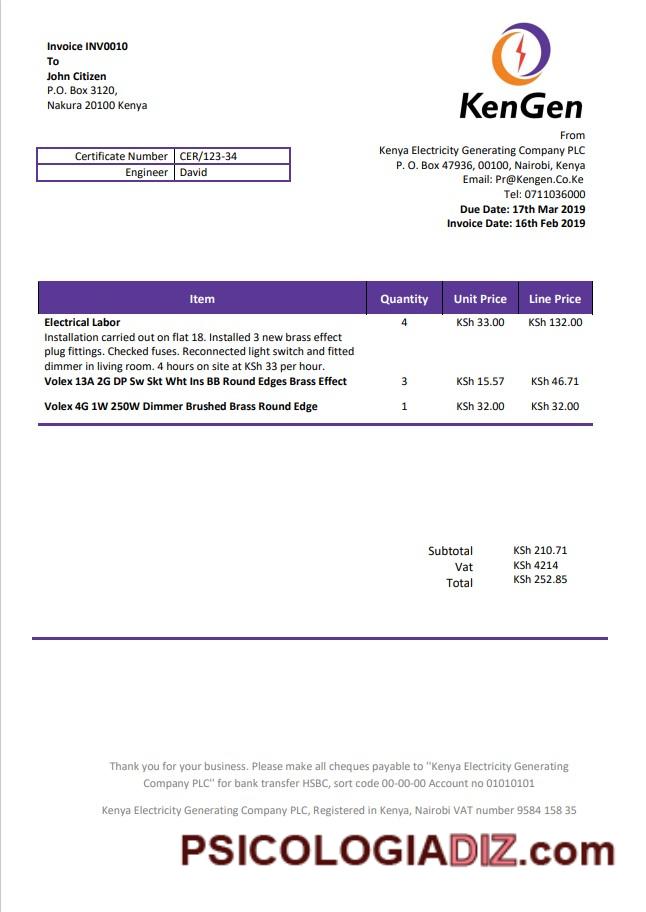 Invoice INV0010
To
John Citizen
P.O. Box 3120,
Nakura 20100 Kenya
KenGen
From
Kenya Electricity Generating Company PLC
P. O. Box 47936, 00100, Nairobi, Kenya
Email: Pr@Kengen.Co.Ke
Tel: 0711036000
Due Date: 17th Mar 2019
Invoice Date: 16th Feb 2019
Certificate Number CER/123-34
Engineer David
Item Quantity Unit Price Line Price
Electrical Labor 4 KSh 33.00 KSh 132.00
Installation carried out on flat 18. Installed 3 new brass effect
plug fittings. Checked fuses. Reconnected light switch and fitted
dimmer in living room. 4 hours on site at KSh 33 per hour.
Volex 13A 2G DP Sw Skt Wht Ins BB Round Edges Brass Effect 3 KSh 15.57 KSh 46.71
Volex 4G 1W 250W Dimmer Brushed Brass Round Edge 1 KSh 32.00 KSh 32.00
Subtotal KSh 210.71
Vat KSh 4214
Total KSh 252.85
Thank you for your business. Please make all cheques payable to "Kenya Electricity Generating
Company PLC" for bank transfer HSBC, sort code 00-00-00 Account no 01010101
Kenya Electricity Generating Company PLC, Registered in Kenya, Nairobi VAT number 9584 158 35
PSICOLOGIADIZ.com